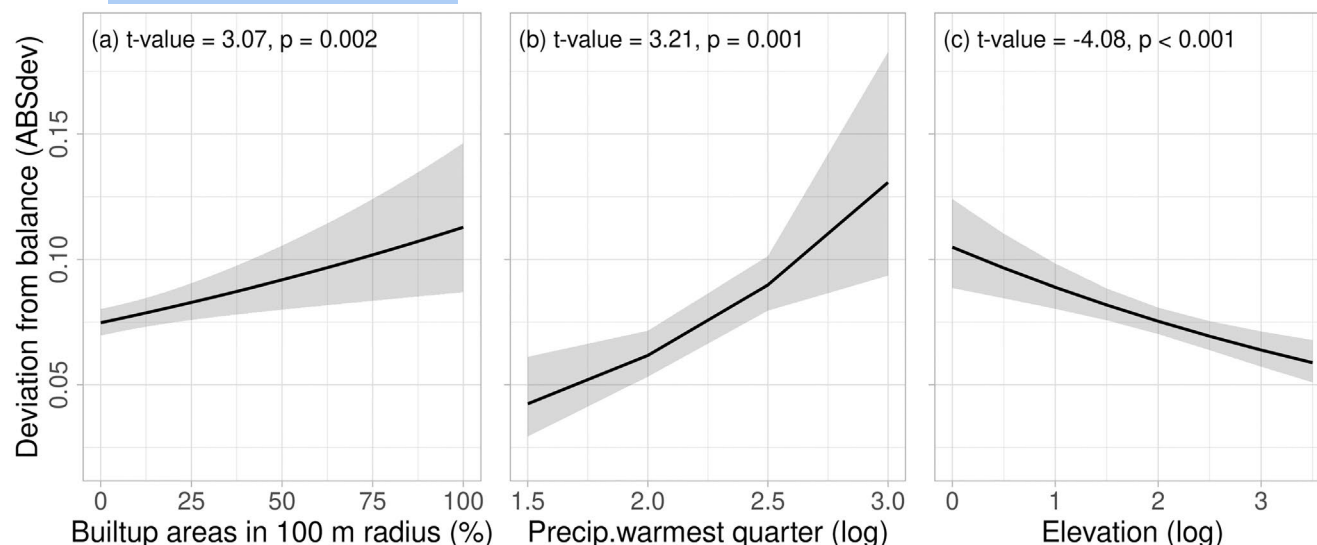 (a) t-value = 3.07, p = 0.002
(b) t-value = 3.21, p = 0.001
(c) t-value = -4.08, p < 0.001
Deviation from balance (ABSdev)
0.15
0.10
0.05
0 25 50 75 100
1.5 2.0 2.5 3.0
0 1 2 3
Builtup areas in 100 m radius (%)
Precip.warmest quarter (log)
Elevation (log)